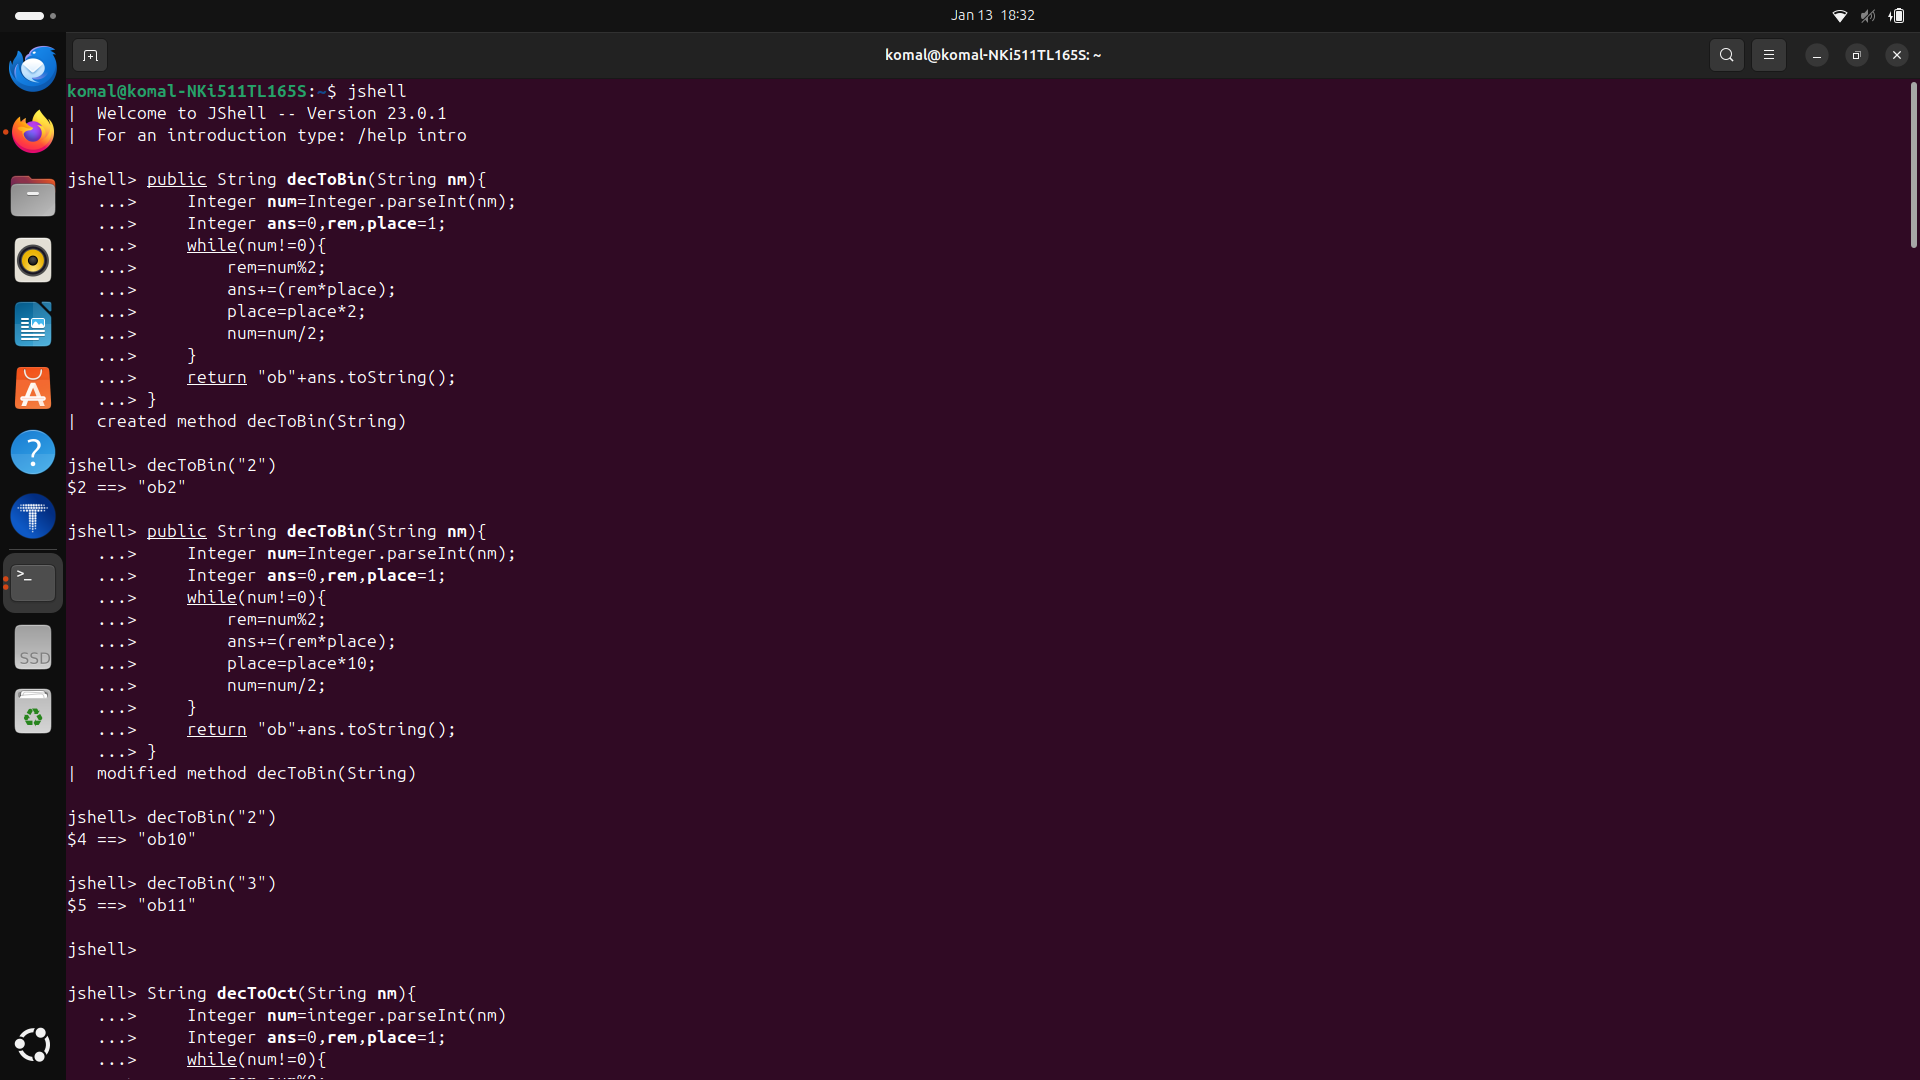 Jan 13 18:32
komal@komal-NKi511TL165S: ~
komal@komal-NKi511TL165S:~$ jshell
|  Welcome to JShell -- Version 23.0.1
|  For an introduction type: /help intro
jshell> public String decToBin(String nm){
   ...>     Integer num=Integer.parseInt(nm);
   ...>     Integer ans=0,rem,place=1;
   ...>     while(num!=0){
   ...>         rem=num%2;
   ...>         ans+=(rem*place);
   ...>         place=place*2;
   ...>         num=num/2;
   ...>     }
   ...>     return "ob"+ans.toString();
   ...> }
|  created method decToBin(String)
jshell> decToBin("2")
$2 ==> "ob2"
jshell> public String decToBin(String nm){
   ...>     Integer num=Integer.parseInt(nm);
   ...>     Integer ans=0,rem,place=1;
   ...>     while(num!=0){
   ...>         rem=num%2;
   ...>         ans+=(rem*place);
   ...>         place=place*10;
   ...>         num=num/2;
   ...>     }
   ...>     return "ob"+ans.toString();
   ...> }
|  modified method decToBin(String)
jshell> decToBin("2")
$4 ==> "ob10"
jshell> decToBin("3")
$5 ==> "ob11"
jshell>
jshell> String decToOct(String nm){
   ...>     Integer num=integer.parseInt(nm)
   ...>     Integer ans=0,rem,place=1;
   ...>     while(num!=0){
SSD